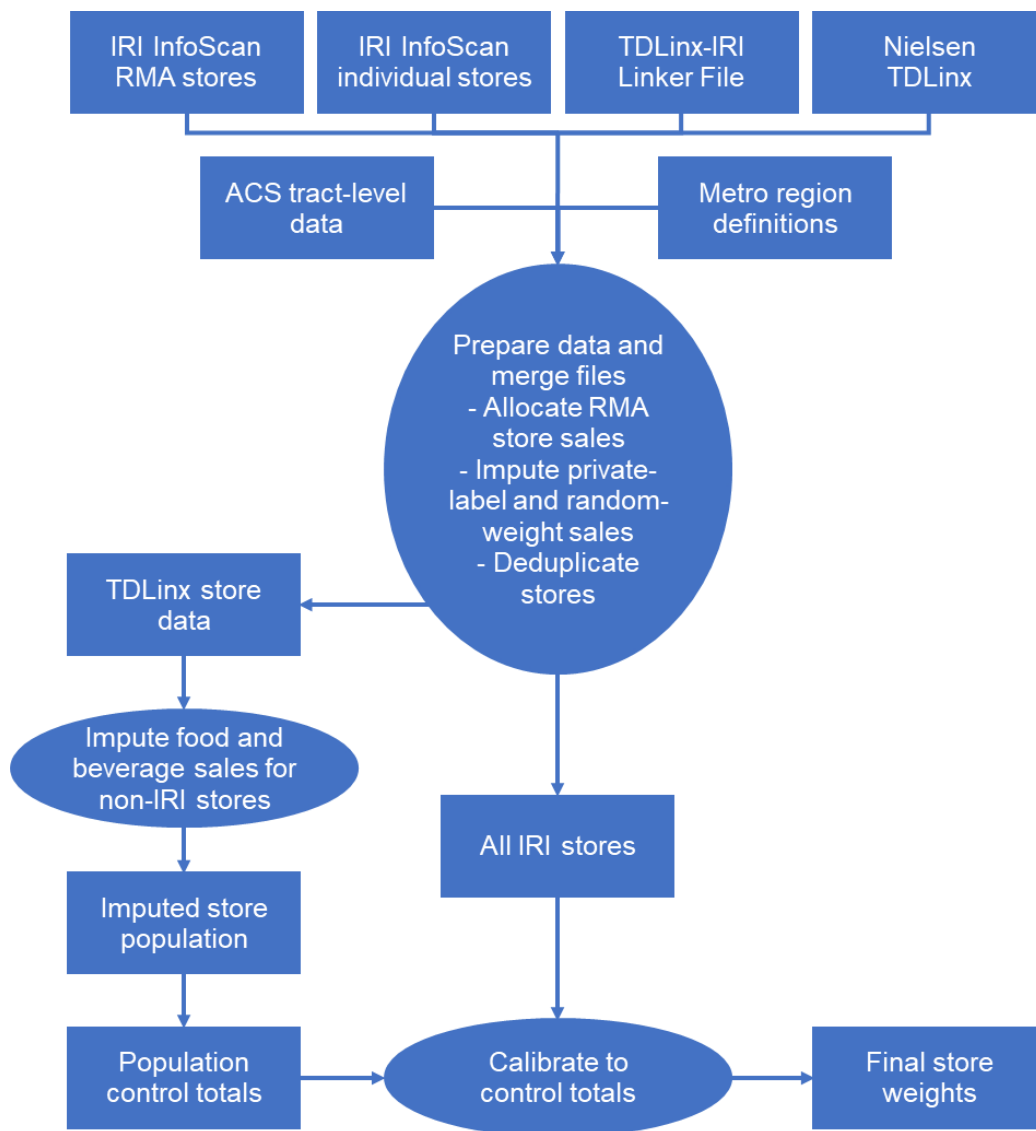 IRI InfoScan
RMA stores
IRI InfoScan
individual stores
TDLinx-IRI
Linker File
Nielsen
TDLinx
ACS tract-level
data
Metro region
definitions
Prepare data and
merge files
- Allocate RMA
store sales
- Impute private-
label and random-
weight sales
- Deduplicate
stores
TDLinx store
data
Impute food and
beverage sales for
non-IRI stores
All IRI stores
Imputed store
population
Population
control totals
Calibrate to
control totals
Final store
weights